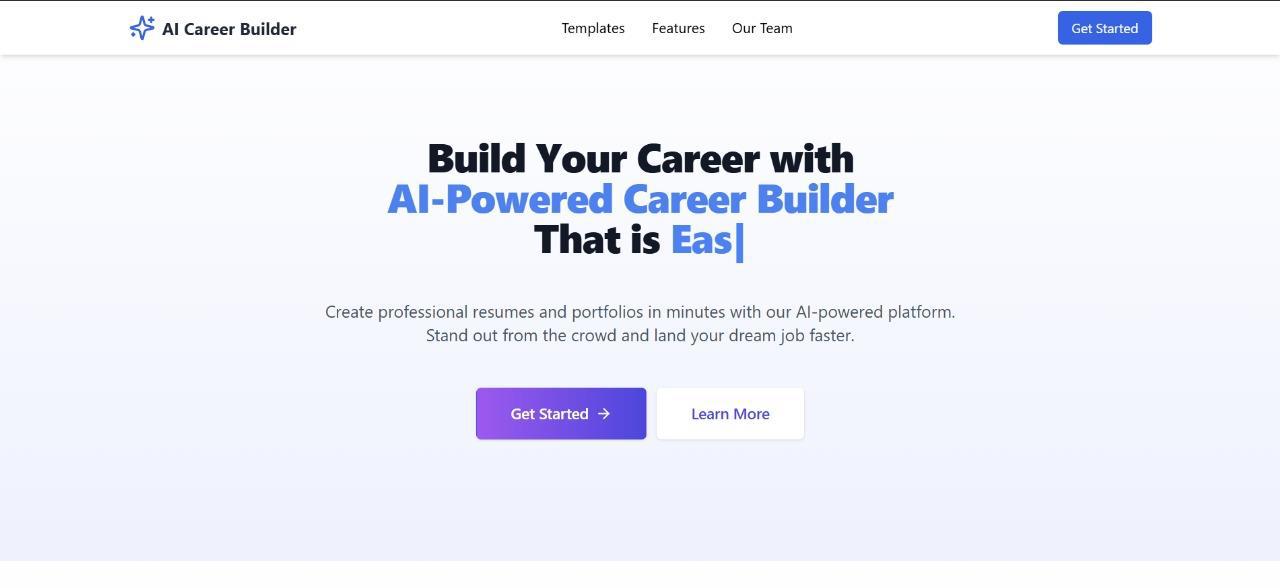 AI Career Builder
Templates
Features
Our Team
Get Started
Build Your Career with
AI-Powered Career Builder
That is Eas|
Create professional resumes and portfolios in minutes with our AI-powered platform.
Stand out from the crowd and land your dream job faster.
Get Started →
Learn More